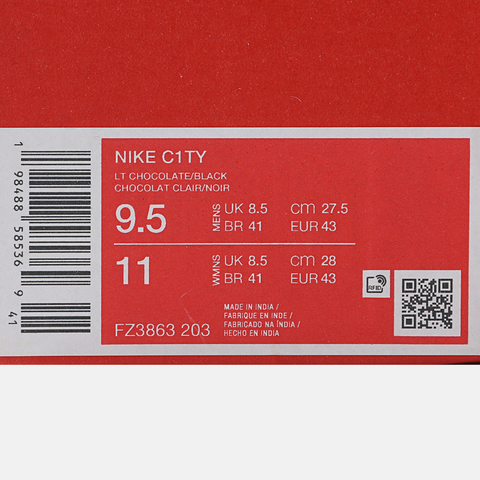 NIKE C1TY
LT CHOCOLATE/BLACK
CHOCOLAT CLAIR/NOIR
9.5 MENS UK 8.5 cm 27.5
BR 41 EUR 43
11 WMNS UK 8.5 cm 28
BR 41 EUR 43
RFID
MADE IN INDIA /
FABRIQUE EN INDE /
FABRICADO NA ÍNDIA /
HECHO EN INDIA
FZ3863 203
1 98488 58536 9 41